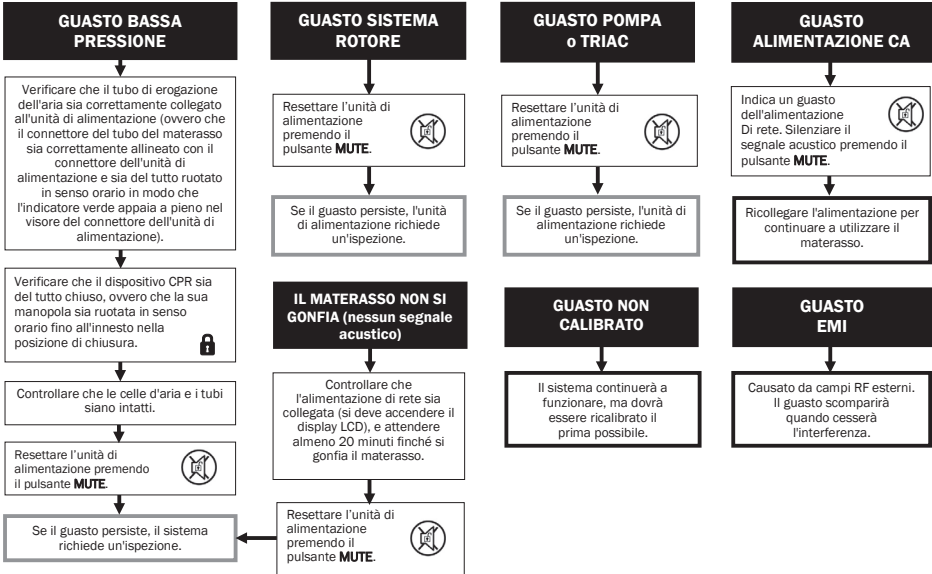 GUASTO BASSA
PRESSIONE
Verificare che il tubo di erogazione
dell'aria sia correttamente collegato
all'unità di alimentazione (ovvero che
il connettore del tubo del materasso
sia correttamente allineato con il
connettore dell'unità di
alimentazione e sia del tutto ruotato
in senso orario in modo che
l'indicatore verde appaia a pieno nel
visore del connettore dell'unità di
alimentazione).
Verificare che il dispositivo CPR sia
del tutto chiuso, ovvero che la sua
manopola sia ruotata in senso
orario fino all'innesto nella
posizione di chiusura.
Controllare che le celle d'aria e i tubi
siano intatti.
Resettare l'unità di
alimentazione premendo
il pulsante MUTE.
Se il guasto persiste, il sistema
richiede un'ispezione.
GUASTO SISTEMA
ROTORE
Resettare l'unità di
alimentazione
premendo il
pulsante MUTE.
Se il guasto persiste, l'unità
di alimentazione richiede
un'ispezione.
IL MATERASSO NON SI
GONFIA (nessun segnale
acustico)
Controllare che
l'alimentazione di rete sia
collegata (si deve accendere il
display LCD), e attendere
almeno 20 minuti finché si
gonfia il materasso.
Resettare l'unità di
alimentazione
premendo il
pulsante MUTE.
GUASTO POMPA
o TRIAC
Resettare l'unità di
alimentazione
premendo il
pulsante MUTE.
Se il guasto persiste, l'unità di
alimentazione richiede
un'ispezione.
GUASTO NON
CALIBRATO
Il sistema continuerà a
funzionare, ma dovrà
essere ricalibrato il
prima possibile.
GUASTO
ALIMENTAZIONE CA
Indica un guasto
dell'alimentazione
Di rete. Silenziare il
segnale acustico premendo il
pulsante MUTE.
Ricollegare l'alimentazione per
continuare a utilizzare il
materasso.
GUASTO
EMI
Causato da campi RF esterni.
Il guasto scomparirà
quando cesserà
l'interferenza.